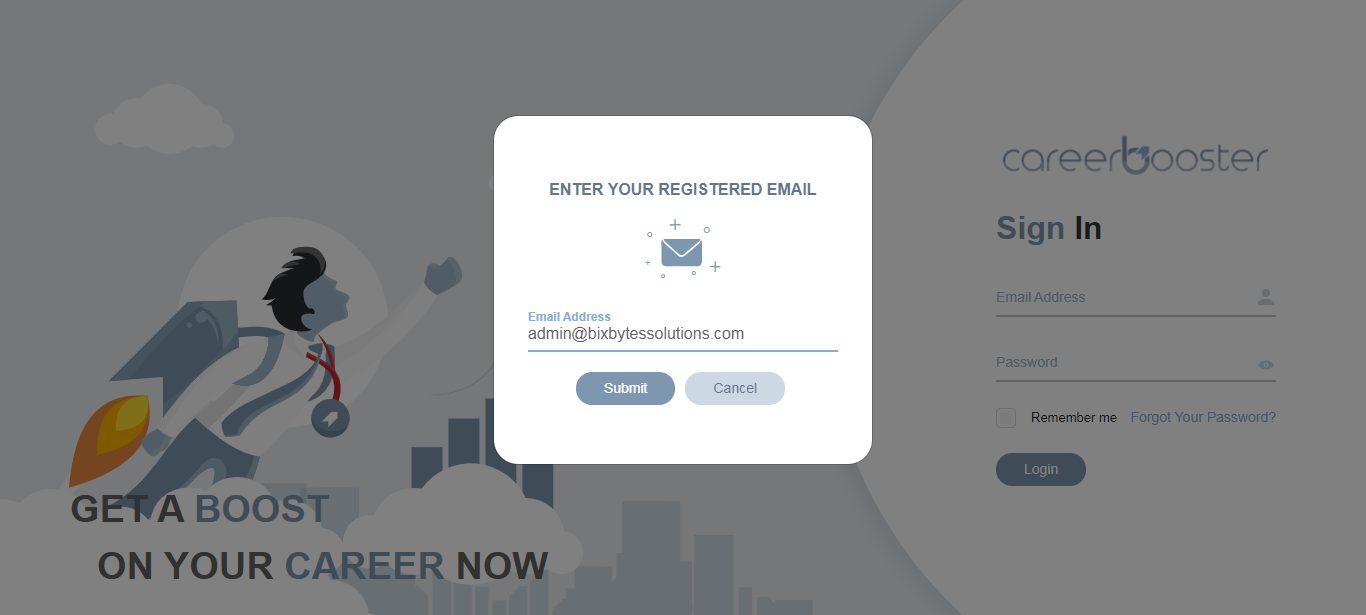 careerbooster
Sign In
Email Address
Password
Remember me Forgot Your Password?
Login
ENTER YOUR REGISTERED EMAIL
Email Address
admin@bixbytessolutions.com
Submit Cancel
GET A BOOST
ON YOUR CAREER NOW